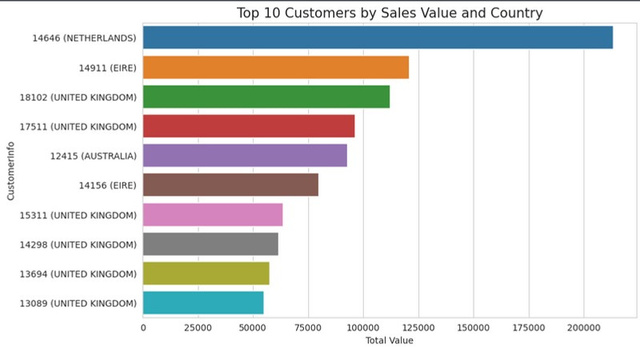 Top 10 Customers by Sales Value and Country
CustomerInfo
14646 (NETHERLANDS)
14911 (EIRE)
18102 (UNITED KINGDOM)
17511 (UNITED KINGDOM)
12415 (AUSTRALIA)
14156 (EIRE)
15311 (UNITED KINGDOM)
14298 (UNITED KINGDOM)
13694 (UNITED KINGDOM)
13089 (UNITED KINGDOM)
0 25000 50000 75000 100000 125000 150000 175000 200000
Total Value